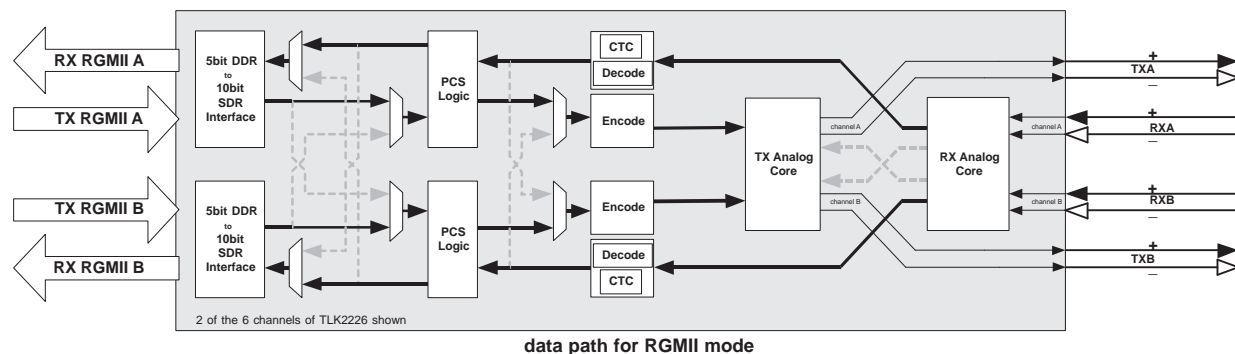 RX RGMII A
TX RGMII A
TX RGMII B
RX RGMII B
5bit DDR
to
10bit
SDR
Interface
5bit DDR
to
10bit
SDR
Interface
PCS
Logic
PCS
Logic
CTC
Decode
Encode
Encode
Decode
CTC
TX Analog
Core
channel A
channel B
RX Analog
Core
channel A
channel B
+
TXA
–
+
RXA
–
+
RXB
–
+
TXB
–
2 of the 6 channels of TLK2226 shown
data path for RGMII mode